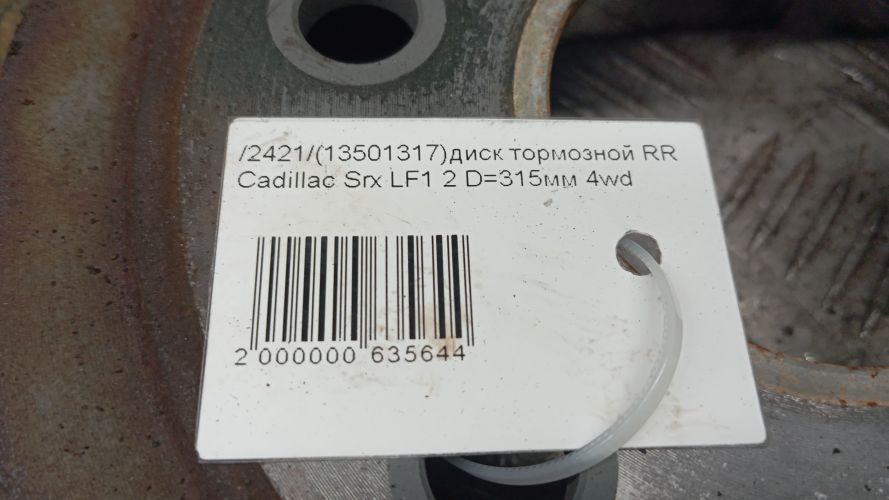 /2421/(13501317)диск тормозной RR
Cadillac Srx LF1 2 D=315мм 4wd
2 000000 635644